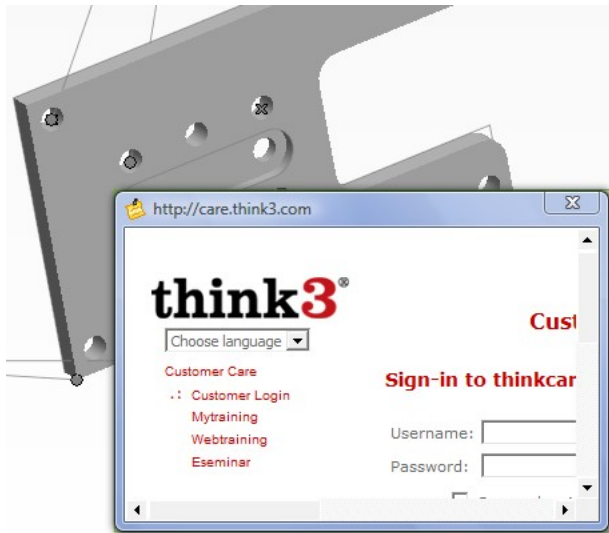 http://care.think3.com
think3®
Choose language
Customer Care
.: Customer Login
Mytraining
Webtraining
Eseminar
Cust
Sign-in to thinkcar
Username:
Password: